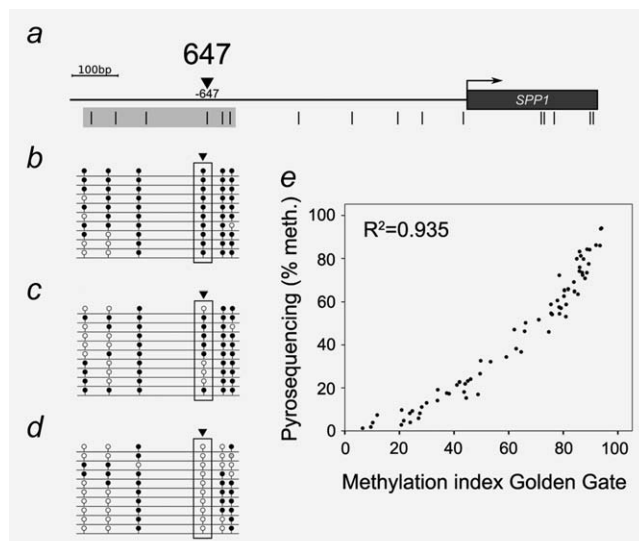 a
647
100bp
-647
SPP1
b
c
d
e
R²=0.935
Pyrosequencing (% meth.)
100
80
60
40
20
0
0 20 40 60 80 100
Methylation index Golden Gate